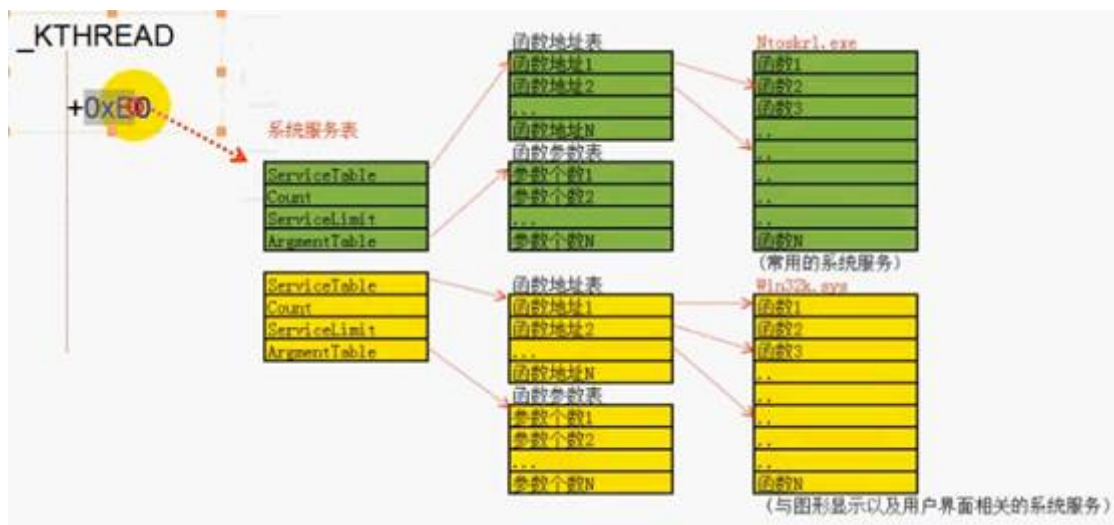 _KTHREAD
+0xE0
系统服务表
ServiceTable
Count
ServiceLimit
ArgmentTable
ServiceTable
Count
ServiceLimit
ArgmentTable
函数地址表
函数地址1
函数地址2
...
函数地址N
函数参数表
参数个数1
参数个数2
...
参数个数N
函数地址表
函数地址1
函数地址2
...
函数地址N
函数参数表
参数个数1
参数个数2
...
参数个数N
Ntoskrl.exe
函数1
函数2
函数3
..
..
..
..
..
函数N
(常用的系统服务)
Win32k.sys
函数1
函数2
函数3
..
..
..
..
..
函数N
(与图形显示以及用户界面相关的系统服务)